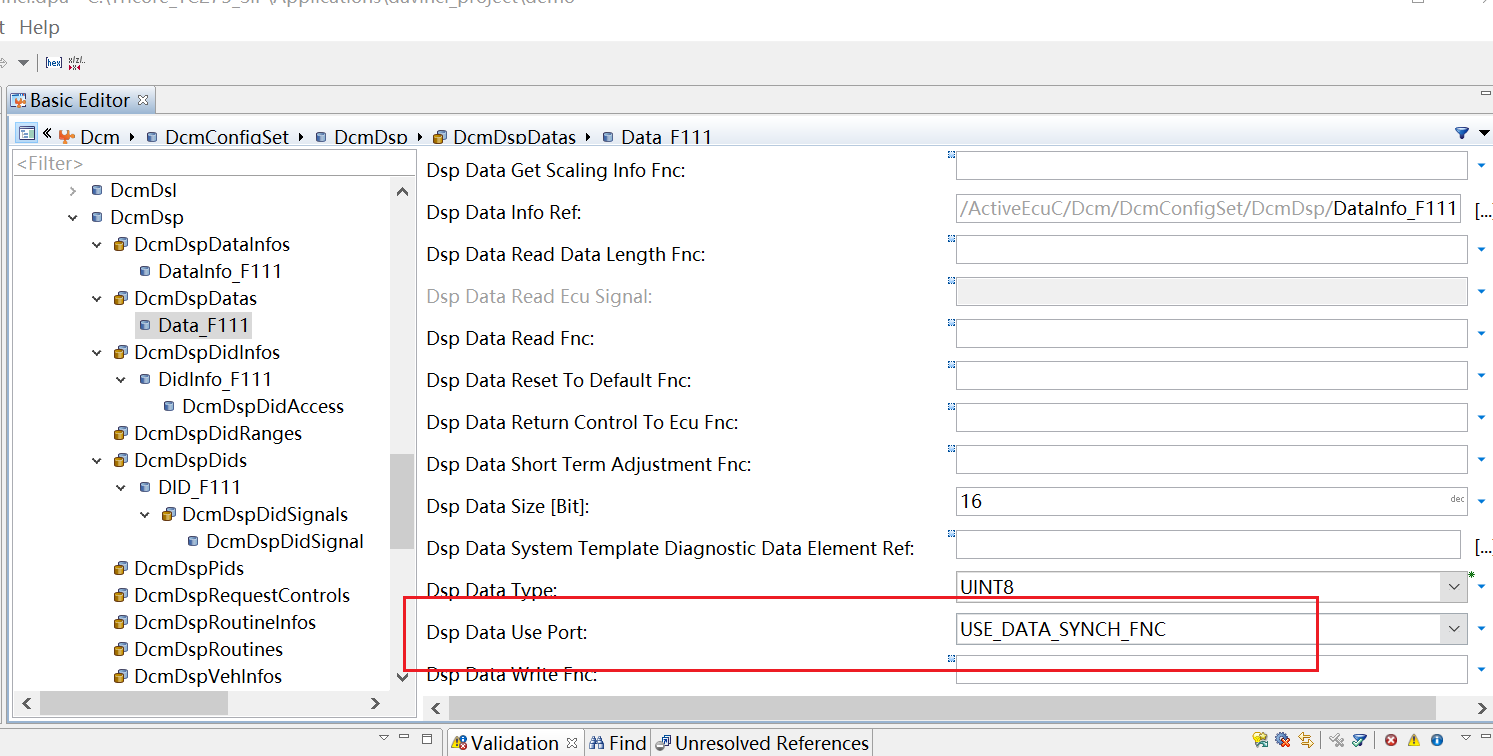 Help
Basic Editor
Dcm DcmConfigSet DcmDsp DcmDspDatas Data_F111
<Filter>
DcmDsl
DcmDsp
DcmDspDataInfos
DataInfo_F111
DcmDspDatas
Data_F111
DcmDspDidInfos
DidInfo_F111
DcmDspDidAccess
DcmDspDidRanges
DcmDspDids
DID_F111
DcmDspDidSignals
DcmDspDidSignal
DcmDspPids
DcmDspRequestControls
DcmDspRoutineInfos
DcmDspRoutines
DcmDspVehInfos
Dsp Data Get Scaling Info Fnc:
Dsp Data Info Ref: /ActiveEcuC/Dcm/DcmConfigSet/DcmDsp/DataInfo_F111 [...]
Dsp Data Read Data Length Fnc:
Dsp Data Read Ecu Signal:
Dsp Data Read Fnc:
Dsp Data Reset To Default Fnc:
Dsp Data Return Control To Ecu Fnc:
Dsp Data Short Term Adjustment Fnc:
Dsp Data Size [Bit]: 16 dec
Dsp Data System Template Diagnostic Data Element Ref: [...]
Dsp Data Type: UINT8
Dsp Data Use Port: USE_DATA_SYNCH_FNC
Dsp Data Write Fnc:
Validation Find Unresolved References